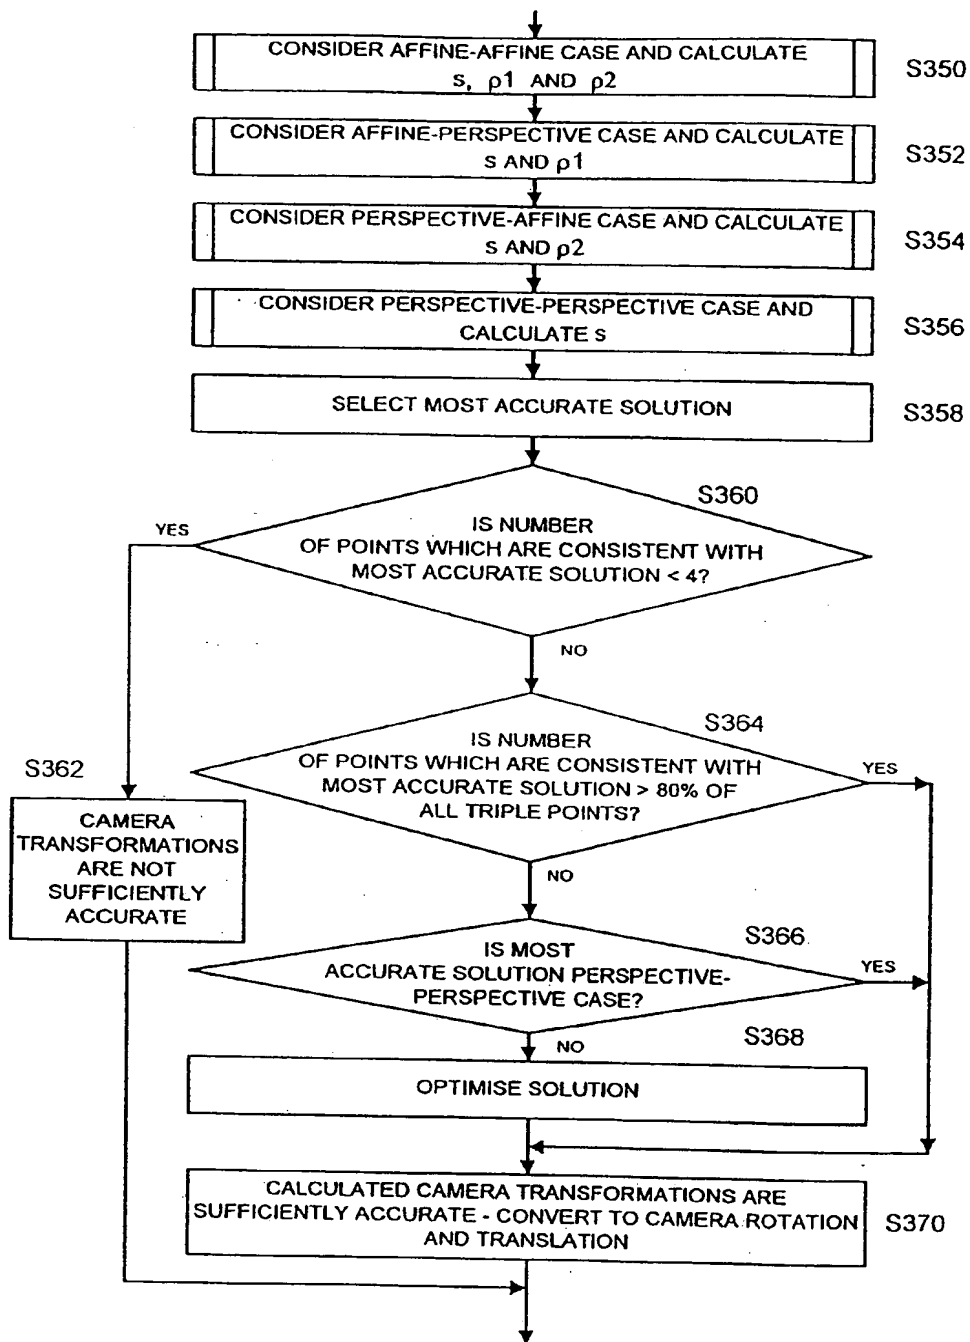 CONSIDER AFFINE-AFFINE CASE AND CALCULATE
s, ρ1 AND ρ2
S350
CONSIDER AFFINE-PERSPECTIVE CASE AND CALCULATE
s AND ρ1
S352
CONSIDER PERSPECTIVE-AFFINE CASE AND CALCULATE
s AND ρ2
S354
CONSIDER PERSPECTIVE-PERSPECTIVE CASE AND
CALCULATE s
S356
SELECT MOST ACCURATE SOLUTION
S358
S360
YES
IS NUMBER
OF POINTS WHICH ARE CONSISTENT WITH
MOST ACCURATE SOLUTION < 4?
NO
S364
IS NUMBER
OF POINTS WHICH ARE CONSISTENT WITH
MOST ACCURATE SOLUTION > 80% OF
ALL TRIPLE POINTS?
YES
S362
CAMERA
TRANSFORMATIONS
ARE NOT
SUFFICIENTLY
ACCURATE
NO
S366
IS MOST
ACCURATE SOLUTION PERSPECTIVE-
PERSPECTIVE CASE?
YES
NO
S368
OPTIMISE SOLUTION
CALCULATED CAMERA TRANSFORMATIONS ARE
SUFFICIENTLY ACCURATE - CONVERT TO CAMERA ROTATION
AND TRANSLATION
S370